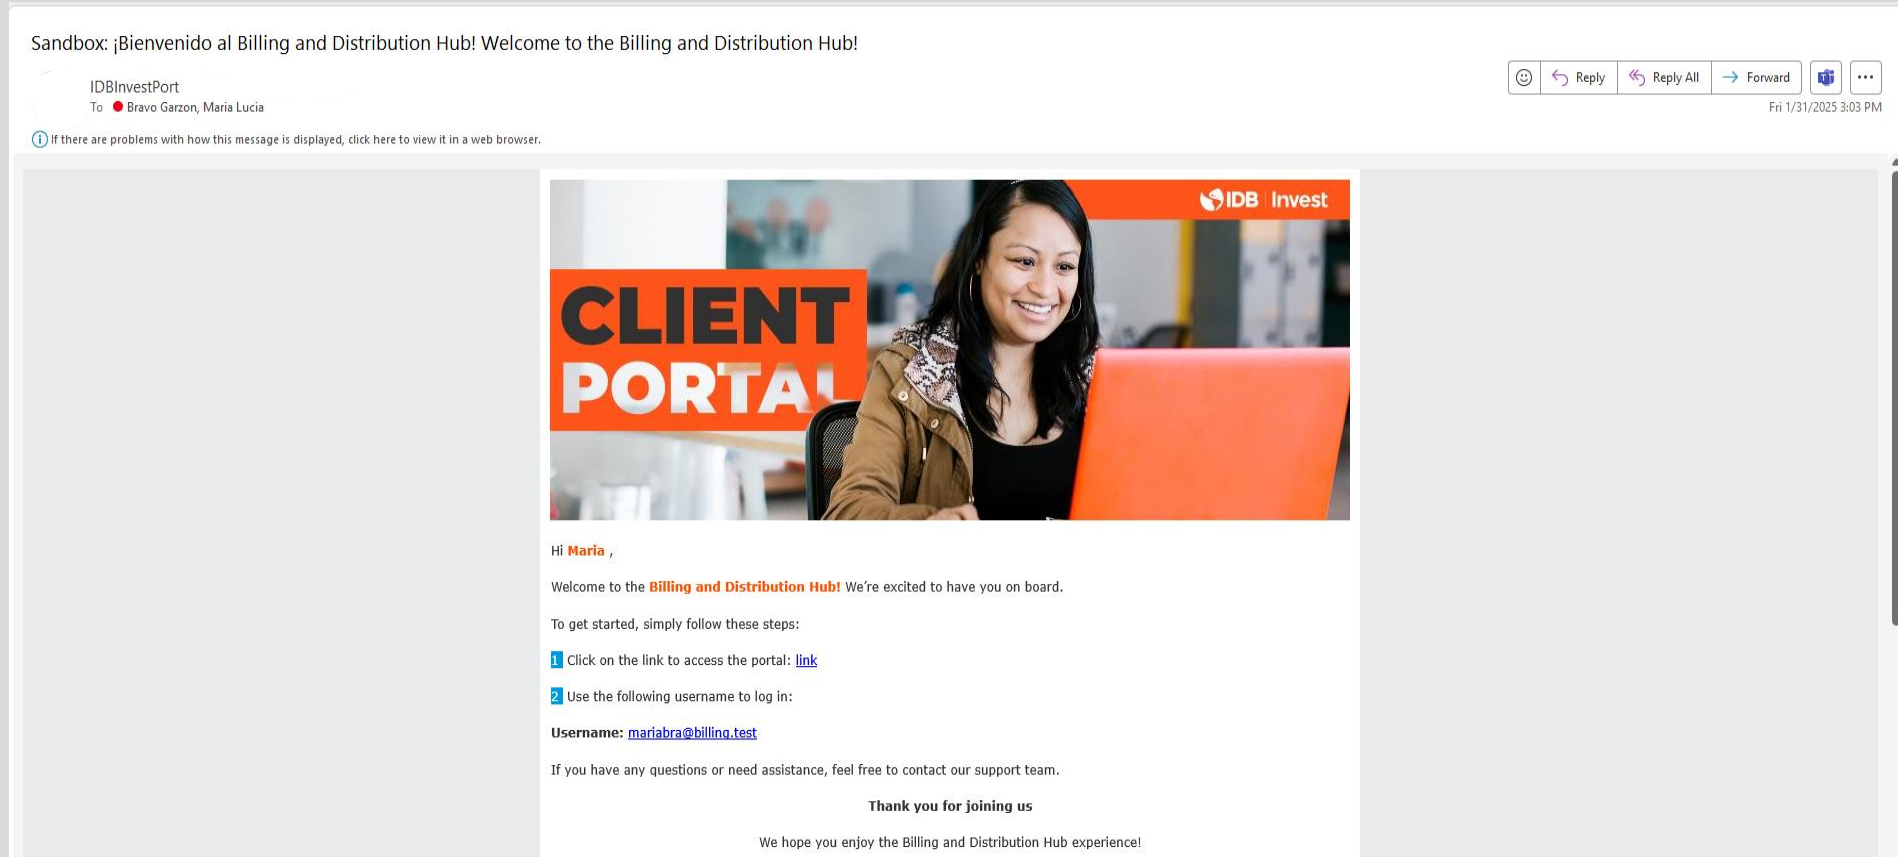 Sandbox: ¡Bienvenido al Billing and Distribution Hub! Welcome to the Billing and Distribution Hub!
IDBInvestPort
To Bravo Garzon, Maria Lucia
Reply
Reply All
Forward
Fri 1/31/2025 3:03 PM
If there are problems with how this message is displayed, click here to view it in a web browser.
IDB Invest
CLIENT
PORTAL
Hi Maria ,
Welcome to the Billing and Distribution Hub! We’re excited to have you on board.
To get started, simply follow these steps:
1 Click on the link to access the portal: link
2 Use the following username to log in:
Username: mariabra@billing.test
If you have any questions or need assistance, feel free to contact our support team.
Thank you for joining us
We hope you enjoy the Billing and Distribution Hub experience!